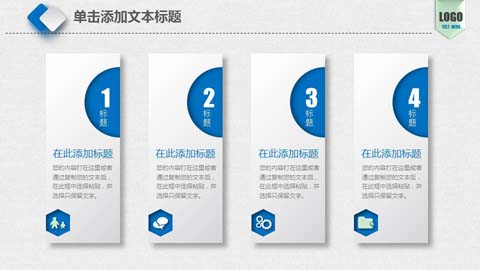 单击添加文本标题
LOGO
TEXT HERE
1
标
题
在此添加标题
您的内容打在这里或者
通过复制您的文本后，
在此框中选择粘贴，并
选择只保留文字。
2
标
题
在此添加标题
您的内容打在这里或者
通过复制您的文本后，
在此框中选择粘贴，并
选择只保留文字。
3
标
题
在此添加标题
您的内容打在这里或者
通过复制您的文本后，
在此框中选择粘贴，并
选择只保留文字。
4
标
题
在此添加标题
您的内容打在这里或者
通过复制您的文本后，
在此框中选择粘贴，并
选择只保留文字。